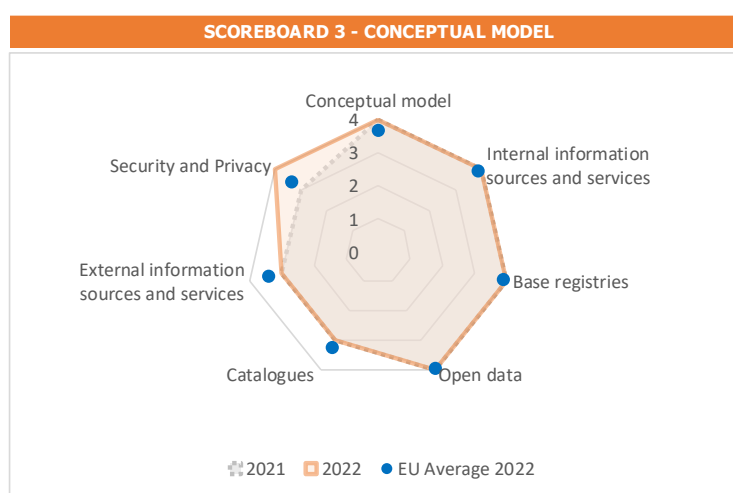 SCOREBOARD 3 - CONCEPTUAL MODEL
Conceptual model
4
3
2
1
0
Internal information
sources and services
Security and Privacy
External information
sources and services
Base registries
Catalogues
Open data
2021
2022
EU Average 2022